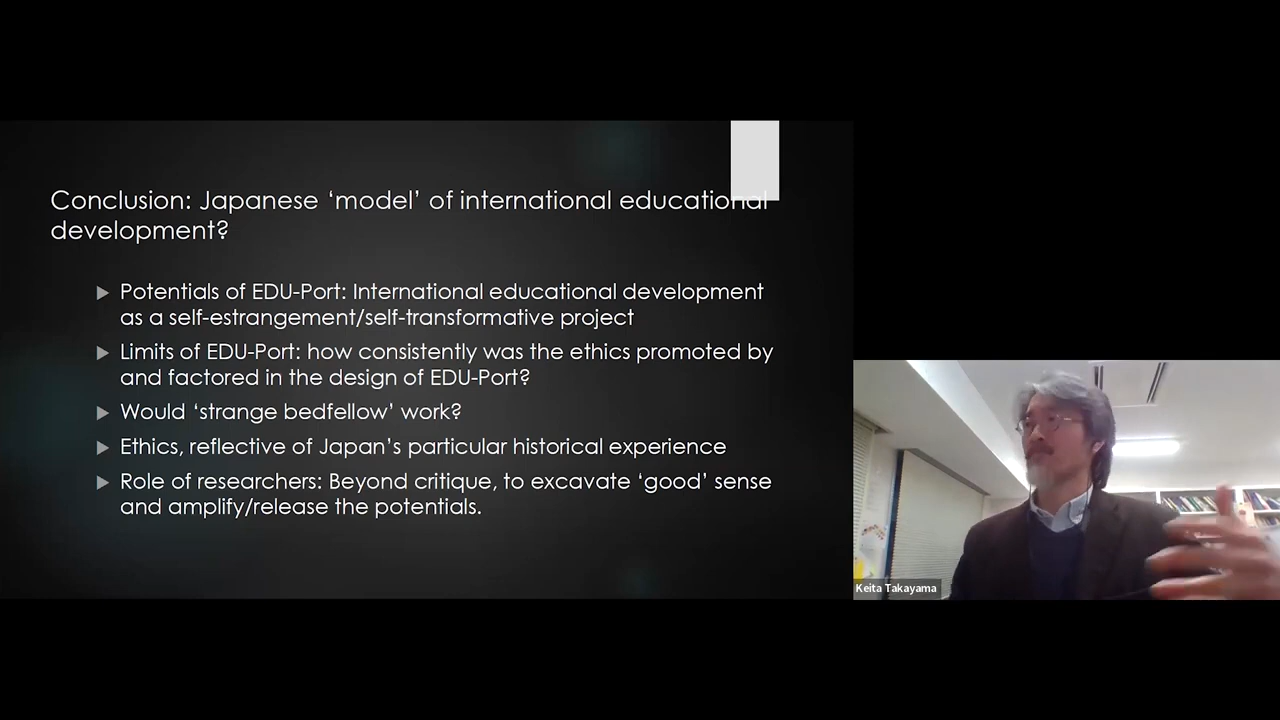 Conclusion: Japanese ‘model’ of international educational
development?
Potentials of EDU-Port: International educational development
as a self-estrangement/self-transformative project
Limits of EDU-Port: how consistently was the ethics promoted by
and factored in the design of EDU-Port?
Would ‘strange bedfellow’ work?
Ethics, reflective of Japan’s particular historical experience
Role of researchers: Beyond critique, to excavate ‘good’ sense
and amplify/release the potentials.
Keita Takayama